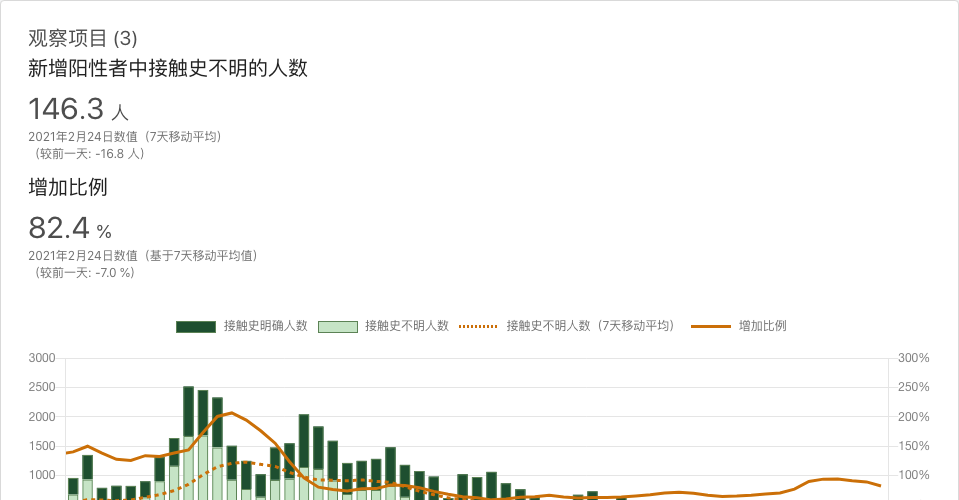 观察项目 (3)
新增阳性者中接触史不明的人数
146.3 人
2021年2月24日数值（7天移动平均）
（较前一天: -16.8 人）
增加比例
82.4 %
2021年2月24日数值（基于7天移动平均值）
（较前一天: -7.0 %）
接触史明确人数 接触史不明人数 接触史不明人数（7天移动平均） 增加比例
3000 300%
2500 250%
2000 200%
1500 150%
1000 100%